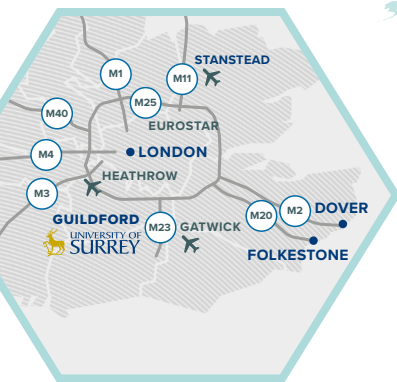 STANSTEAD
M1
M11
M25
M40
EUROSTAR
M4
LONDON
HEATHROW
M3
GUILDFORD
UNIVERSITY OF
SURREY
M23
GATWICK
M20
M2
DOVER
FOLKESTONE